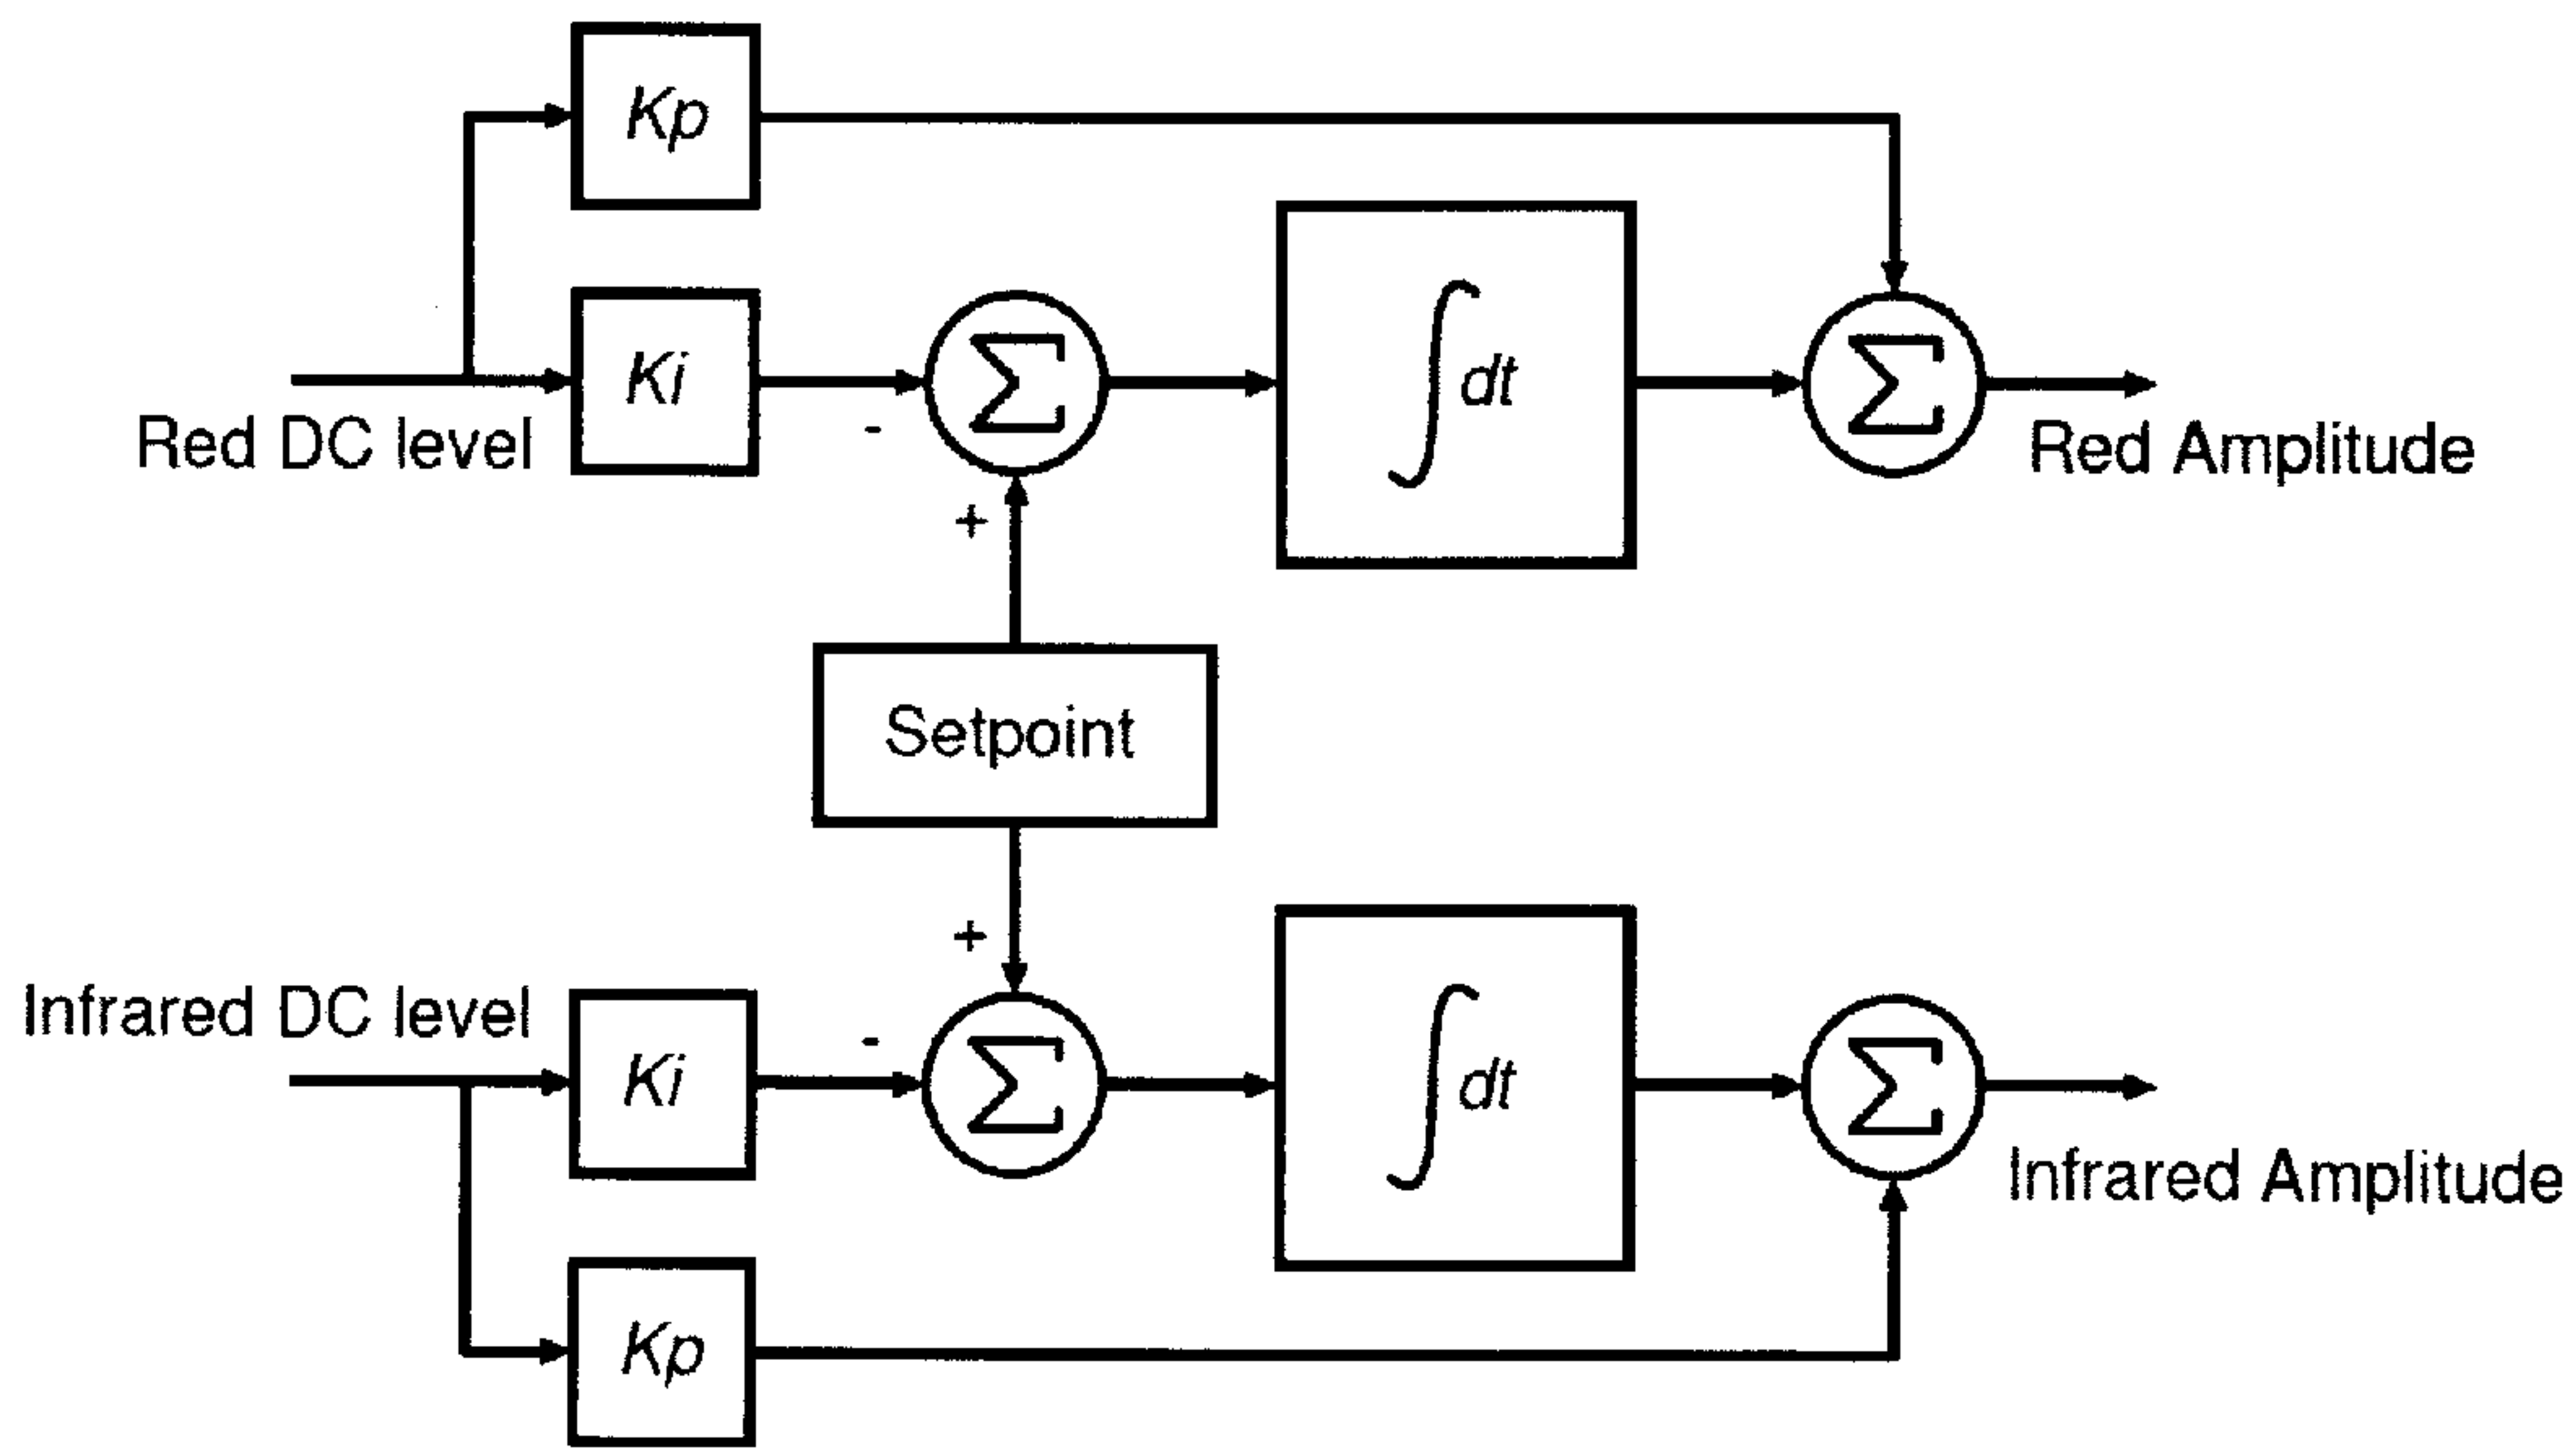 Kp
Ki
Σ
∫dt
Σ
Red DC level
-
Red Amplitude
+
Setpoint
+
Infrared DC level
-
Ki
Σ
∫dt
Σ
Infrared Amplitude
Kp